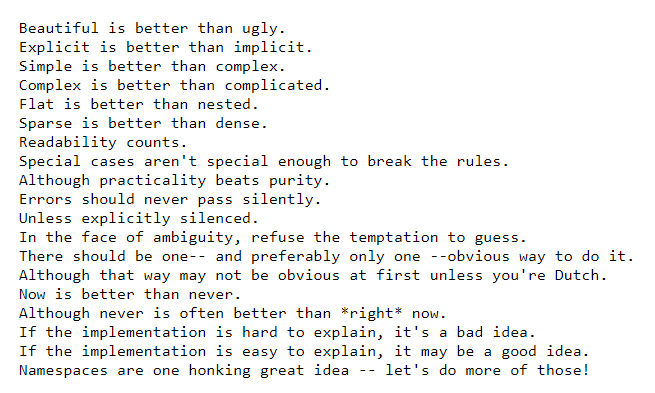 Beautiful is better than ugly.
Explicit is better than implicit.
Simple is better than complex.
Complex is better than complicated.
Flat is better than nested.
Sparse is better than dense.
Readability counts.
Special cases aren't special enough to break the rules.
Although practicality beats purity.
Errors should never pass silently.
Unless explicitly silenced.
In the face of ambiguity, refuse the temptation to guess.
There should be one-- and preferably only one --obvious way to do it.
Although that way may not be obvious at first unless you're Dutch.
Now is better than never.
Although never is often better than *right* now.
If the implementation is hard to explain, it's a bad idea.
If the implementation is easy to explain, it may be a good idea.
Namespaces are one honking great idea -- let's do more of those!